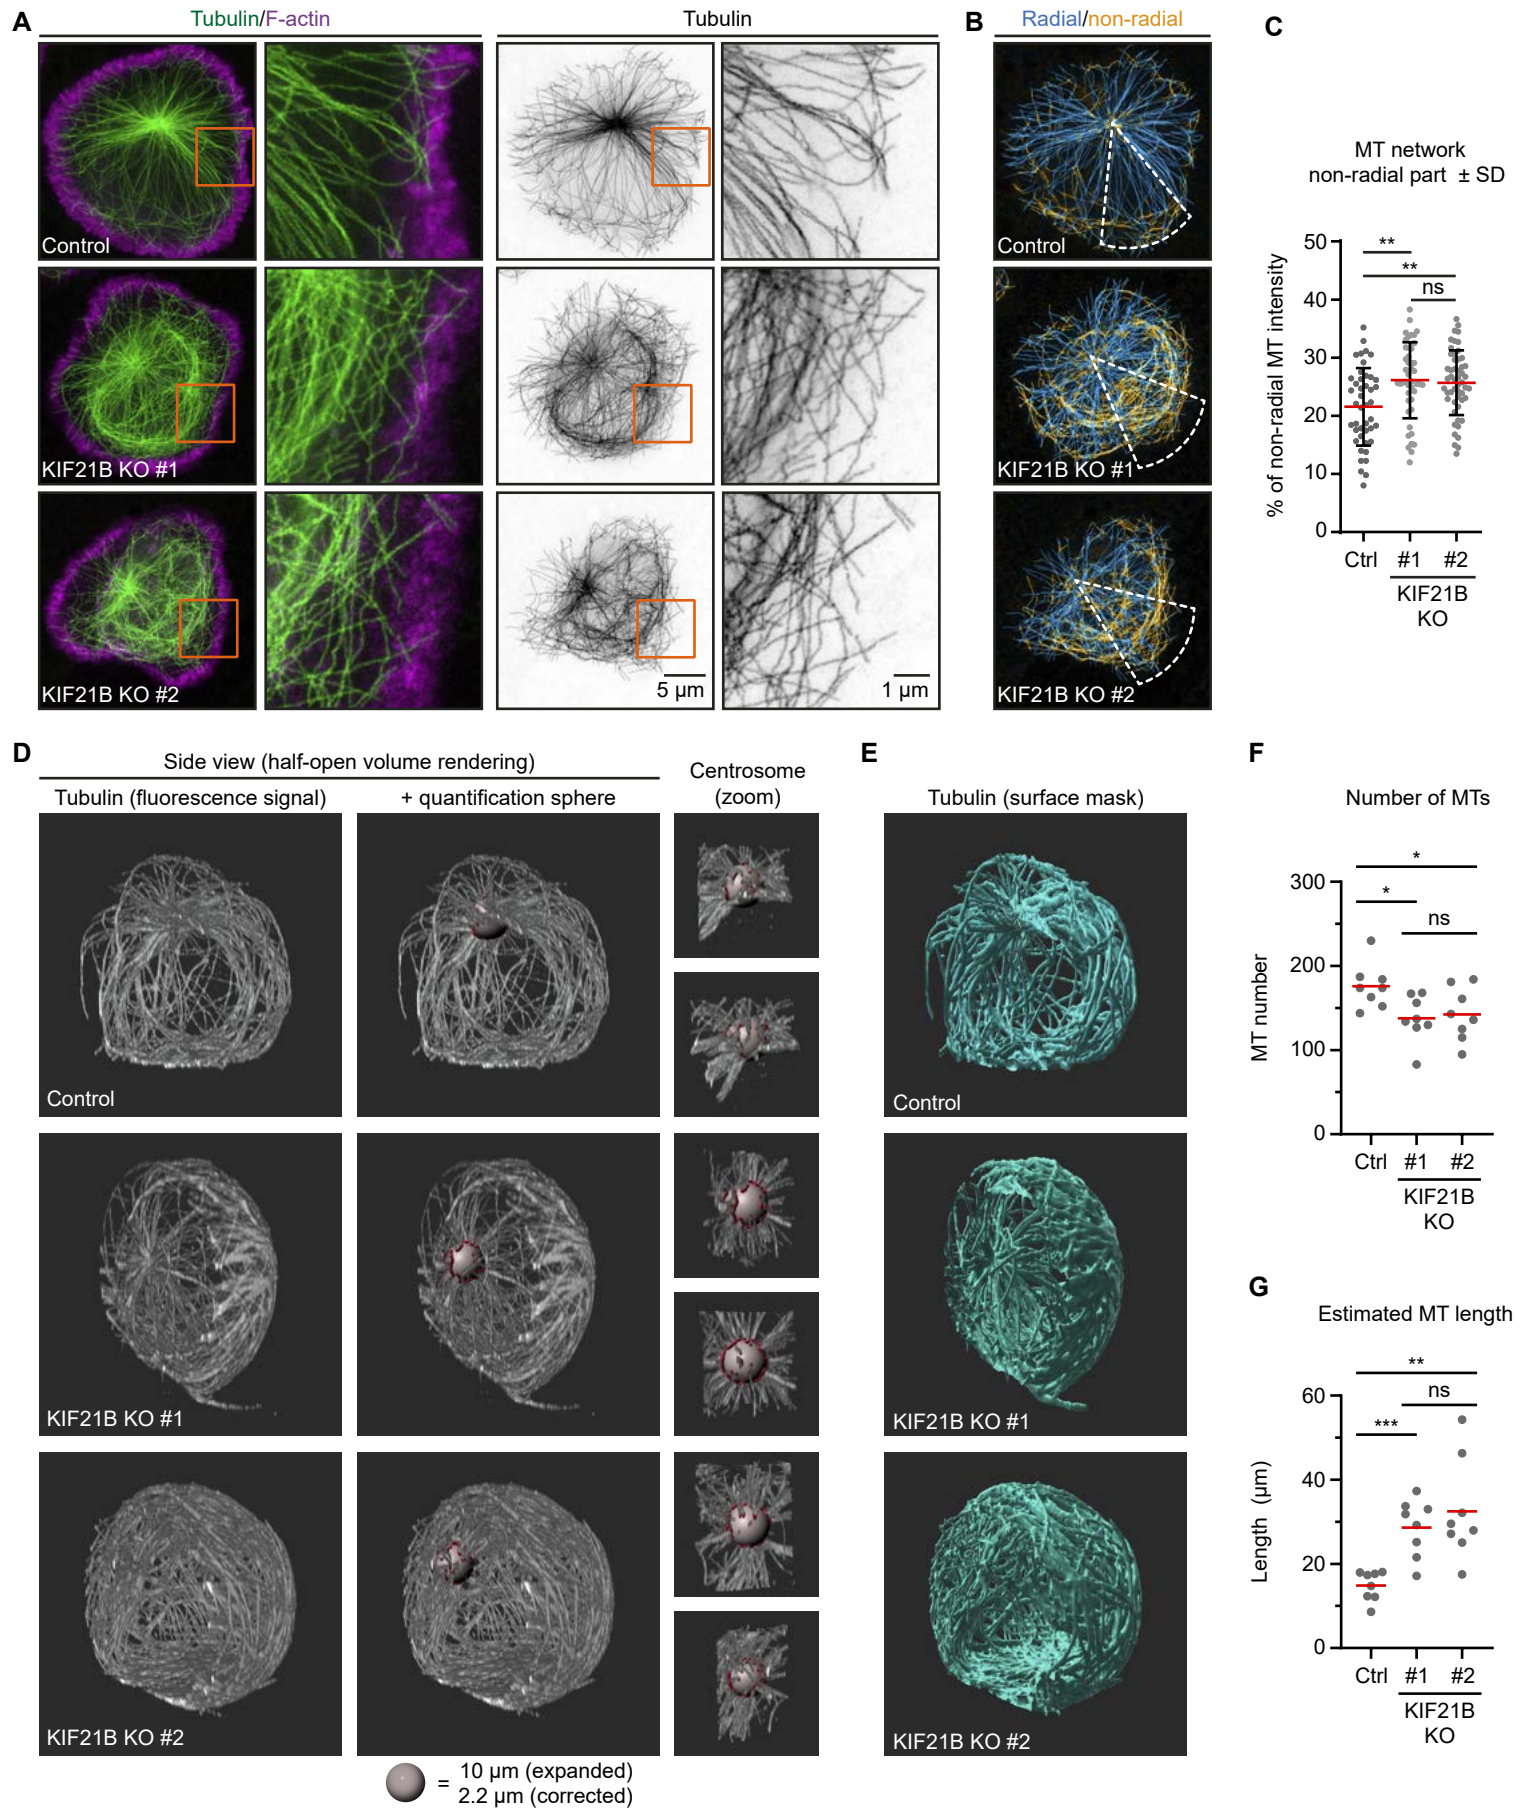 A
Tubulin/F-actin
Tubulin
Control
KIF21B KO #1
KIF21B KO #2
5 µm
1 µm
B
Radial/non-radial
Control
KIF21B KO #1
KIF21B KO #2
C
MT network
non-radial part ± SD
% of non-radial MT intensity
50
40
30
20
10
0
**
**
ns
Ctrl #1 #2
KIF21B
KO
D
Side view (half-open volume rendering)
Tubulin (fluorescence signal)
+ quantification sphere
Centrosome
(zoom)
Control
KIF21B KO #1
KIF21B KO #2
= 10 µm (expanded)
2.2 µm (corrected)
E
Tubulin (surface mask)
Control
KIF21B KO #1
KIF21B KO #2
F
Number of MTs
MT number
300
200
100
0
*
*
ns
Ctrl #1 #2
KIF21B
KO
G
Estimated MT length
Length (µm)
60
40
20
0
**
ns
***
Ctrl #1 #2
KIF21B
KO